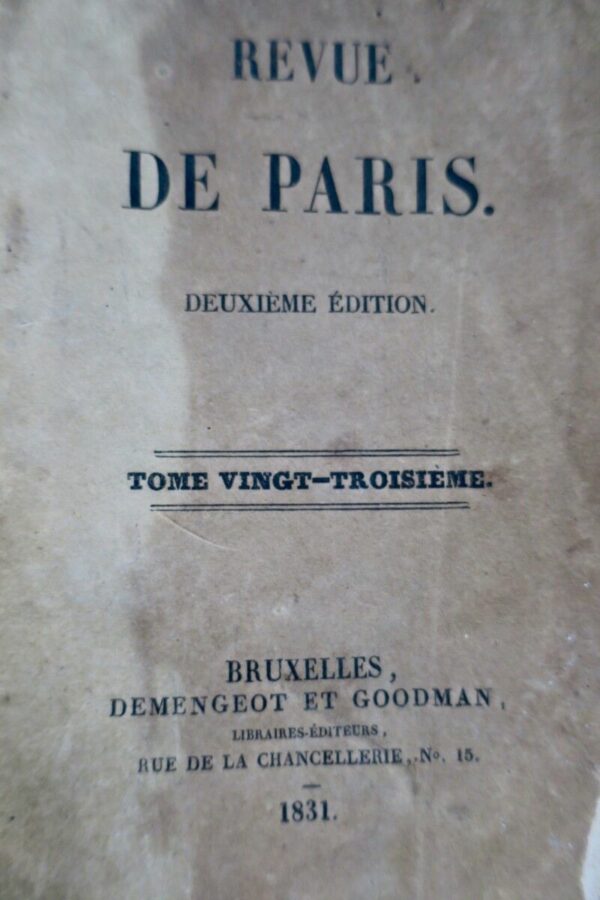 REVUE
DE PARIS.
DEUXIÈME ÉDITION.
TOME VINGT-TROISIÈME.
BRUXELLES,
DEMENGEOT ET GOODMAN,
LIBRAIRES-ÉDITEURS,
RUE DE LA CHANCELLERIE, No. 15.
1831.